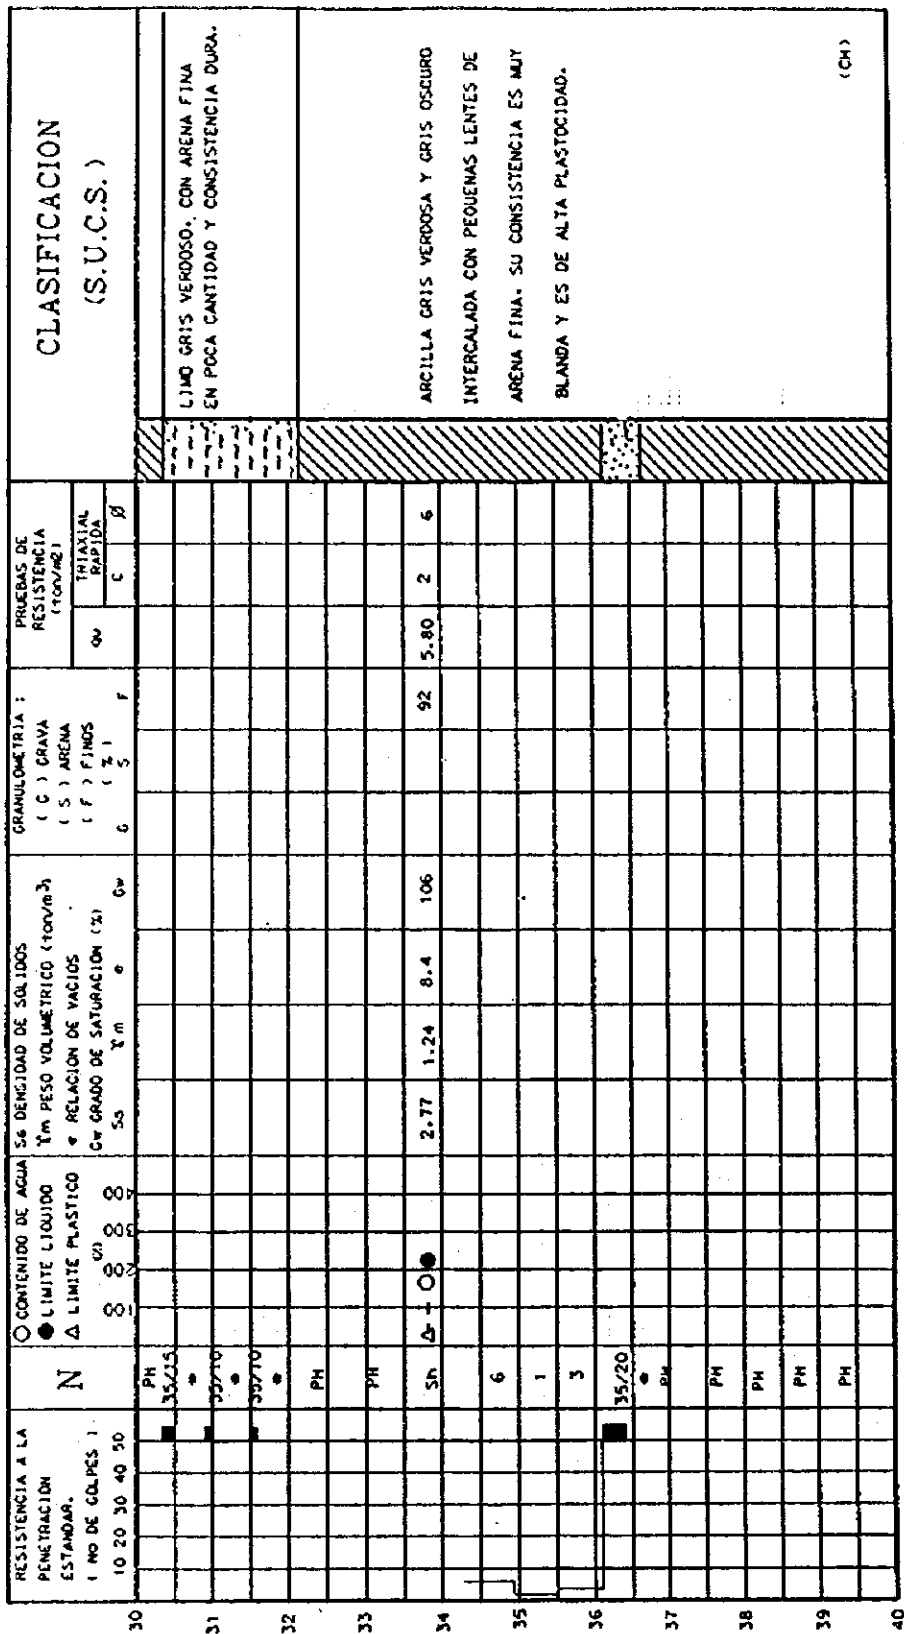 RESISTENCIA A LA
PENETRACION
ESTANDAR.
( NO DE GOLPES )
10 20 30 40 50
N
○ CONTENIDO DE AGUA
● LIMITE LIQUIDO
Δ LIMITE PLASTICO
(%)
100 200 300 400
Ss DENSIDAD DE SOLIDOS
γm PESO VOLUMETRICO (ton/m3)
e RELACION DE VACIOS
Gw GRADO DE SATURACION (%)
Ss γm e Gw
GRANULOMETRIA :
( G ) GRAVA
( S ) ARENA
( F ) FINOS
( % )
G S F
PRUEBAS DE
RESISTENCIA
(ton/m2)
TRIAXIAL
RAPIDA
qu C Ø
CLASIFICACION
(S.U.C.S.)
30
PH
35/15
*
31
35/10
*
35/10
*
LIMO GRIS VERDOSO, CON ARENA FINA
EN POCA CANTIDAD Y CONSISTENCIA DURA.
32
PH
33
PH
Sh 2.77 1.24 8.4 106 92 5.80 2 6
34
6
35
1
3
36
35/20
*
37
PH
PH
38
PH
PH
39
PH
40
ARCILLA GRIS VERDOSA Y GRIS OSCURO
INTERCALADA CON PEQUENAS LENTES DE
ARENA FINA. SU CONSISTENCIA ES MUY
BLANDA Y ES DE ALTA PLASTOCIDAD.
(CH)